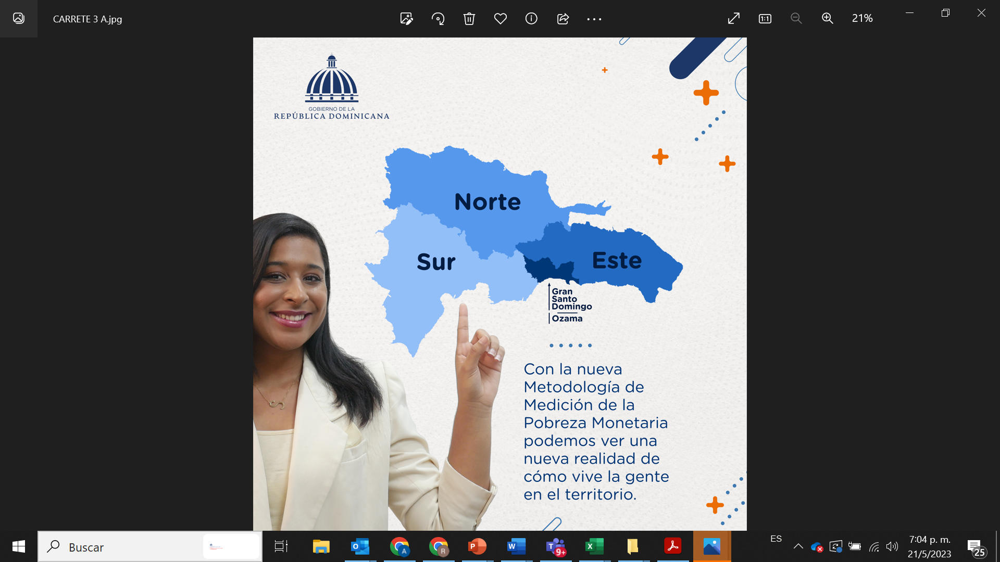 CARRETE 3 A.jpg
21%
GOBIERNO DE LA
REPÚBLICA DOMINICANA
Norte
Sur
Este
Gran
Santo
Domingo
Ozama
Con la nueva
Metodología de
Medición de la
Pobreza Monetaria
podemos ver una
nueva realidad de
cómo vive la gente
en el territorio.
Buscar
A
R
9+
ES
7:04 p. m.
21/5/2023
25